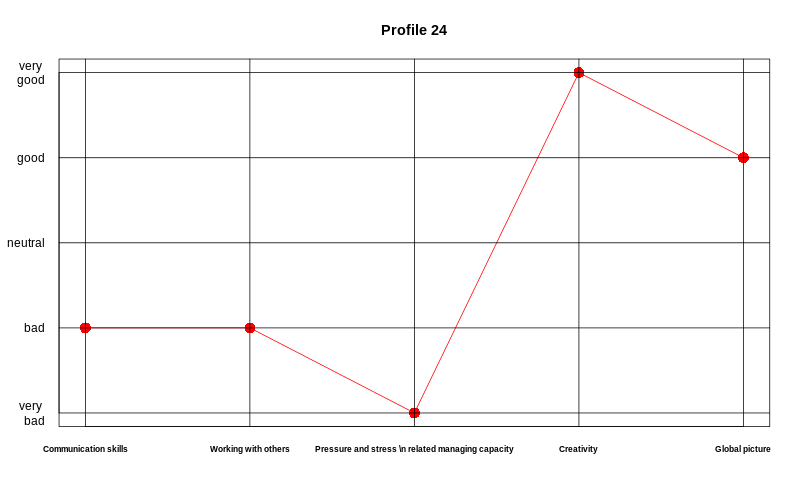 Profile 24
very
good
good
neutral
bad
very
bad
Communication skills
Working with others
Pressure and stress \n related managing capacity
Creativity
Global picture